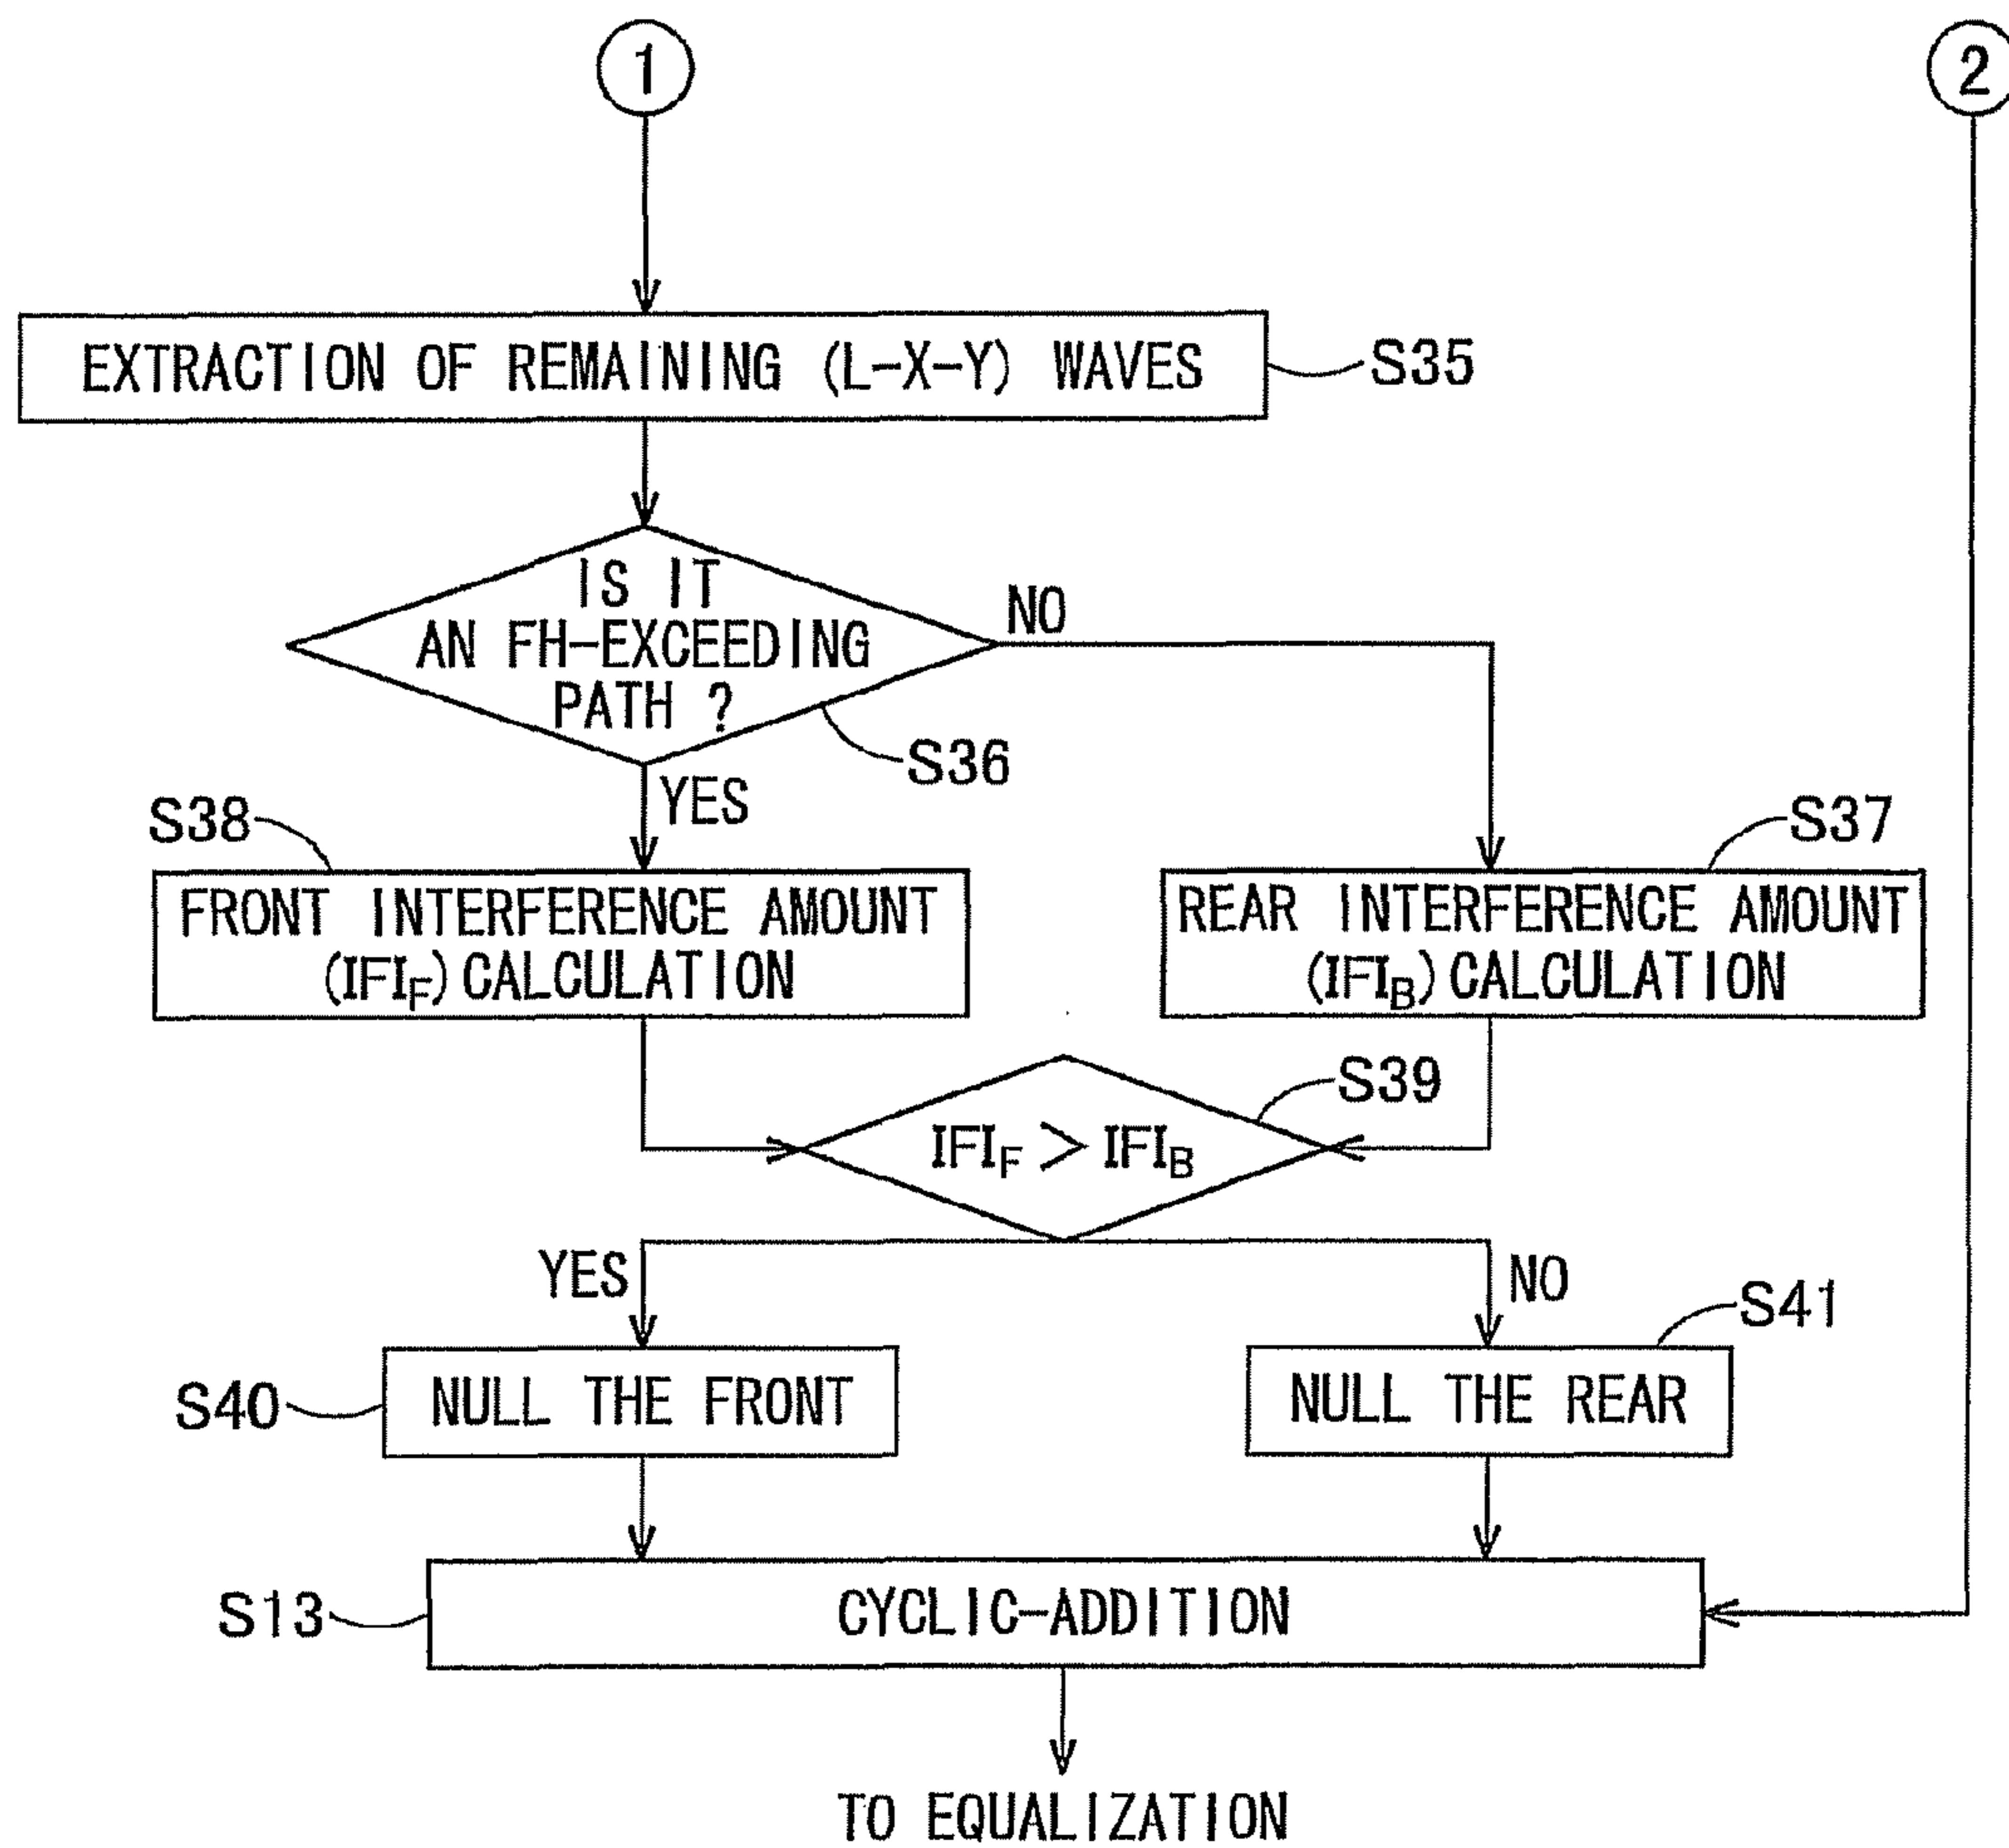 1
2
EXTRACTION OF REMAINING (L-X-Y) WAVES
S35
IS IT
AN FH-EXCEEDING
PATH ?
NO
S36
YES
S38
S37
FRONT INTERFERENCE AMOUNT
(IFIF) CALCULATION
REAR INTERFERENCE AMOUNT
(IFIB) CALCULATION
S39
IFIF > IFIB
YES
NO
S41
S40
NULL THE FRONT
NULL THE REAR
S13
CYCLIC-ADDITION
TO EQUALIZATION